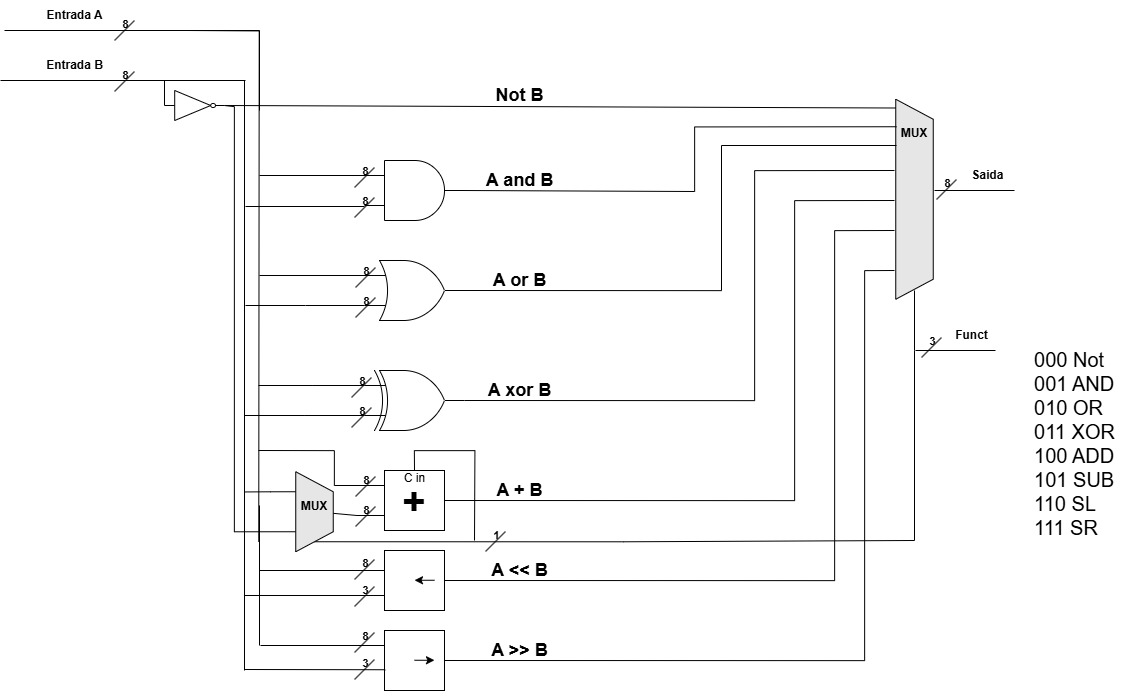 Entrada A
8
Entrada B
8
Not B
MUX
8
A and B
8
8
Saida
8
A or B
8
3
Funct
000 Not
001 AND
010 OR
011 XOR
100 ADD
101 SUB
110 SL
111 SR
8
A xor B
8
C in
8
+
A + B
MUX
8
1
8
A << B
3
8
A >> B
3